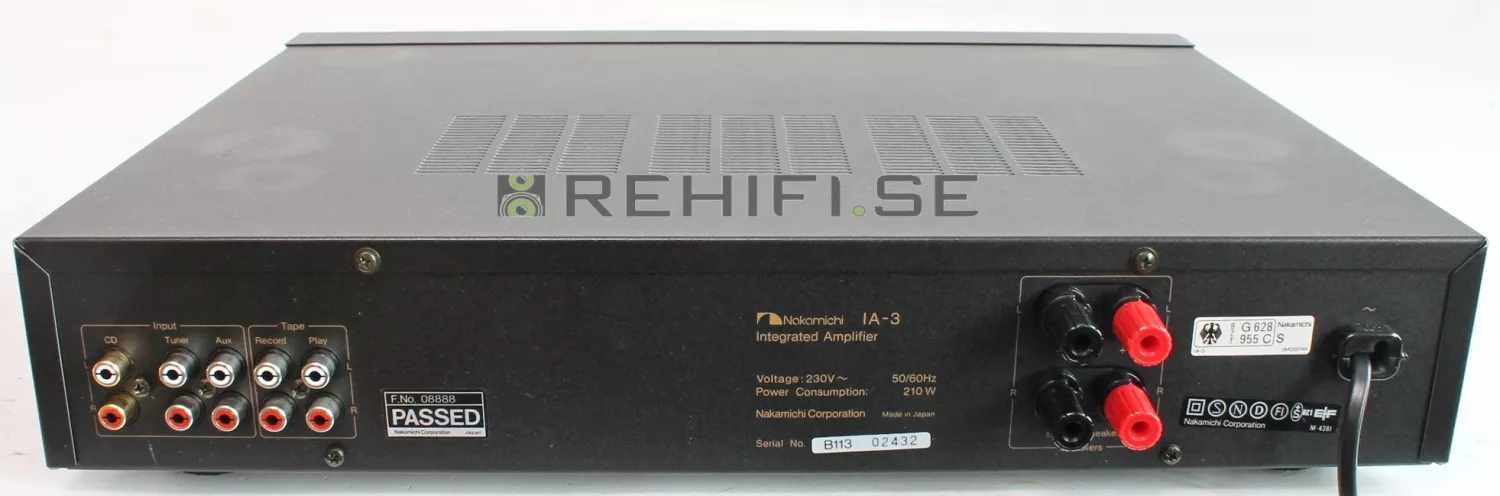 REHIFI.SE
Input
Tape
CD
Tuner
Aux
Record
Play
L
R
R
L
F.No. 08888
PASSED
Nakamichi Corporation Japan
Nakamichi IA-3
Integrated Amplifier
Voltage: 230V~ 50/60Hz
Power Consumption: 210 W
Nakamichi Corporation Made in Japan
Serial No. B113 02432
L
L
+
R
R
G 628
955 C
Nakamichi
S
IA-3
~
S N D FI
Nakamichi Corporation